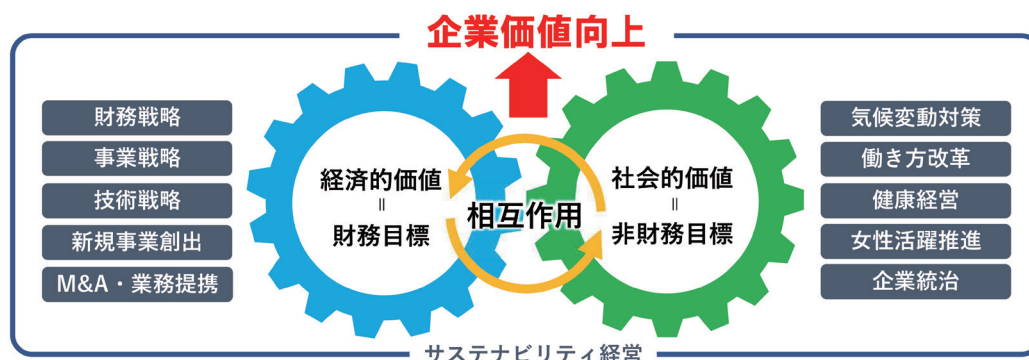 企業価値向上
財務戦略
事業戦略
技術戦略
新規事業創出
M&A・業務提携
経済的価値
=
財務目標
相互作用
社会的価値
=
非財務目標
気候変動対策
働き方改革
健康経営
女性活躍推進
企業統治
サステナビリティ経営